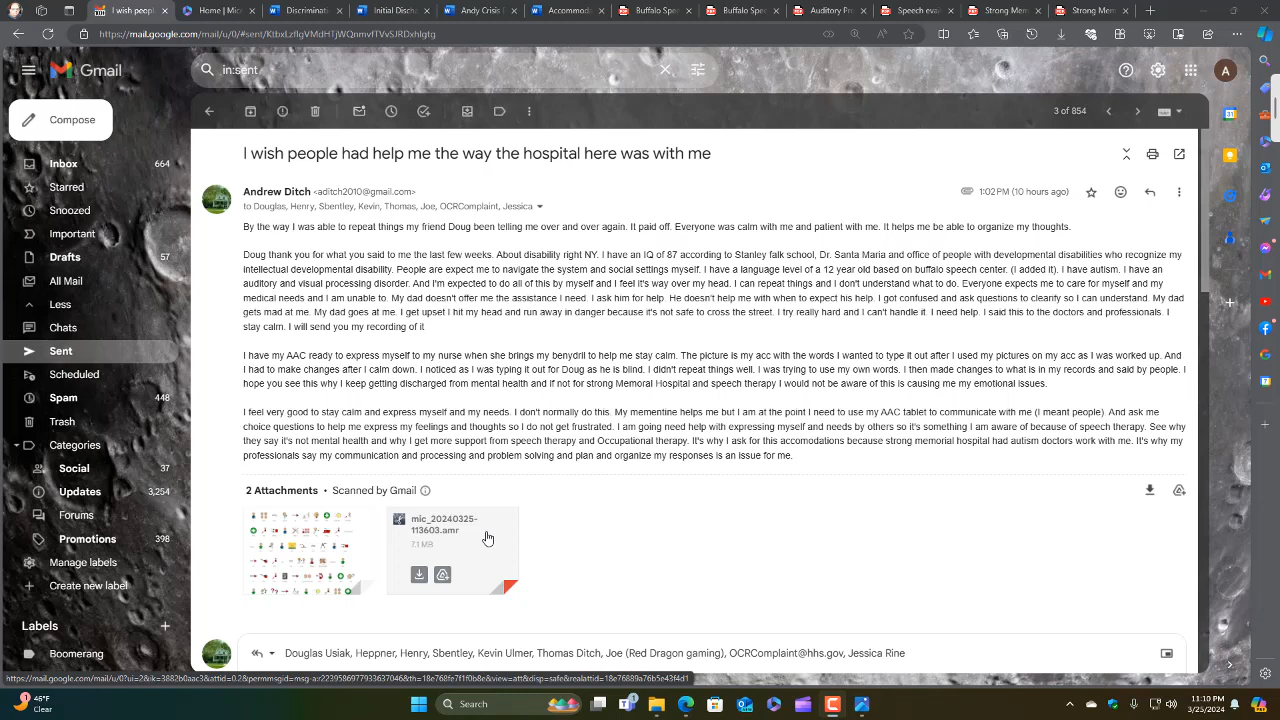 I wish people
Home | Mic
Discriminati
Initial Discha
Andy Crisis
Accommoda
Buffalo Spe
Buffalo Spe
Auditory Pro
Speech eval
Strong Mem
Strong Mem
https://mail.google.com/mail/u/0/#sent/KtbxLzflgVMdHTjWQnmvfTVvSJRDxhlgtg
Gmail
in:sent
A
Compose
3 of 854
Inbox 664
Starred
Snoozed
Important
Drafts 6
All Mail
Less
Chats
Sent
Scheduled
Spam 448
Trash
Categories
Social 37
Updates 3,254
Forums
Promotions 398
Manage labels
Create new label
Labels
Boomerang
I wish people had help me the way the hospital here was with me
Andrew Ditch <aditch2010@gmail.com>
1:02 PM (10 hours ago)
to Douglas, Henry, Sbentley, Kevin, Thomas, Joe, OCRComplaint, Jessica
By the way I was able to repeat things my friend Doug been telling me over and over again. It paid off. Everyone was calm with me and patient with me. It helps me be able to organize my thoughts.
Doug thank you for what you said to me the last few weeks. About disability right NY. I have an IQ of 87 according to Stanley falk school, Dr. Santa Maria and office of people with developmental disabilities who recognize my
intellectual developmental disability. People are expect me to navigate the system and social settings myself. I have a language level of a 12 year old based on buffalo speech center. (I added it). I have autism. I have an
auditory and visual processing disorder. And I'm expected to do all of this by myself and I feel it's way over my head. I can repeat things and I don't understand what to do. Everyone expects me to care for myself and my
medical needs and I am unable to. My dad doesn't offer me the assistance I need. I ask him for help. He doesn't help me with when to expect his help. I got confused and ask questions to clearify so I can understand. My dad
gets mad at me. My dad goes at me. I get upset I hit my head and run away in danger because it's not safe to cross the street. I try really hard and I can't handle it. I need help. I said this to the doctors and professionals. I
stay calm. I will send you my recording of it
I have my AAC ready to express myself to my nurse when she brings my benydril to help me stay calm. The picture is my acc with the words I wanted to type it out after I used my pictures on my acc as I was worked up. And
I had to make changes after I calm down. I noticed as I was typing it out for Doug as he is blind. I didn't repeat things well. I was trying to use my own words. I then made changes to what is in my records and said by people. I
hope you see this why I keep getting discharged from mental health and if not for strong Memoral Hospital and speech therapy I would not be aware of this is causing me my emotional issues.
I feel very good to stay calm and express myself and my needs. I don't normally do this. My mementine helps me but I am at the point I need to use my AAC tablet to communicate with me (I meant people). And ask me
choice questions to help me express my feelings and thoughts so I do not get frustrated. I am going need help with expressing myself and needs by others so it's something I am aware of because of speech therapy. See why
they say it's not mental health and why I get more support from speech therapy and Occupational therapy. It's why I ask for this aromodations because strong memorial hospital had autism doctors work with me. It's why my
professionals say my communication and processing and problem solving and plan and organize my responses is an issue for me.
2 Attachments • Scanned by Gmail
mic_20240325-
113603.amr
7.1 MB
Douglas Usiak, Heppner, Henry, Sbentley, Kevin Ulmer, Thomas Ditch, Joe (Red Dragon gaming), OCRComplaint@hhs.gov, Jessica Rine
46°F
Clear
Search
11:10 PM
3/25/2024